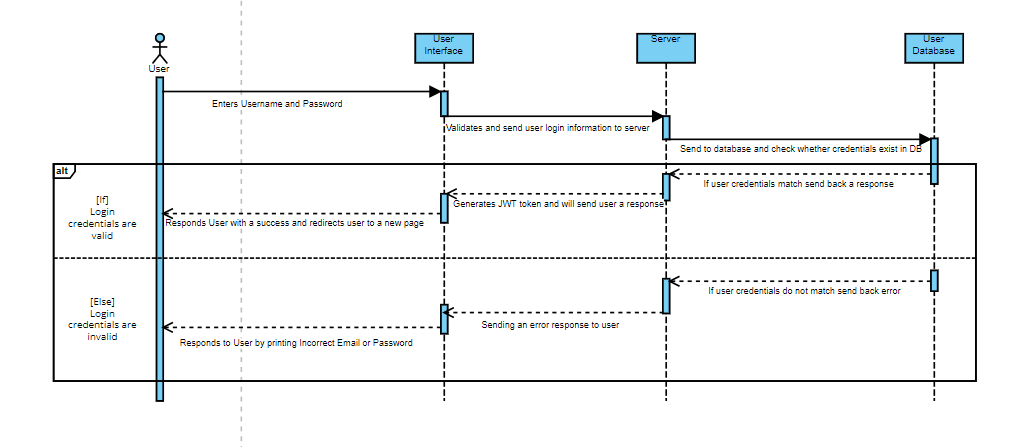 User
User
Interface
Server
User
Database
Enters Username and Password
Validates and send user login information to server
Send to database and check whether credentials exist in DB
alt
If user credentials match send back a response
[If]
Login
credentials are
valid
Generates JWT token and will send user a response
Responds User with a success and redirects user to a new page
If user credentials do not match send back error
[Else]
Login
credentials are
invalid
Sending an error response to user
Responds to User by printing Incorrect Email or Password